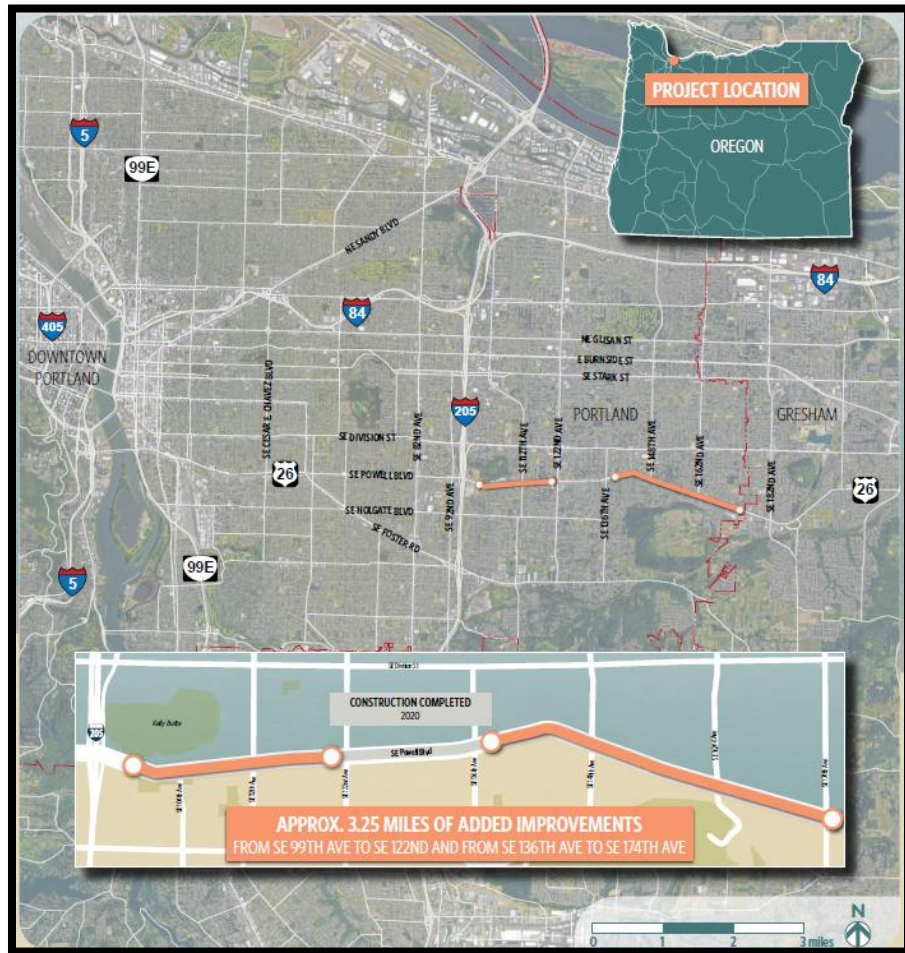 PROJECT LOCATION
OREGON
5
99E
NE SANDY BLVD
84
84
405
DOWNTOWN
PORTLAND
NE GLISAN ST
E BURNSIDE ST
SE STARK ST
205
PORTLAND
GRESHAM
SE CESAR E CHAVEZ BLVD
SE 82ND AVE
SE DIVISION ST
SE 112TH AVE
SE 122ND AVE
SE 148TH AVE
SE 162ND AVE
26
SE POWELL BLVD
SE 92ND AVE
SE 136TH AVE
SE 182ND AVE
26
SE HOLGATE BLVD
SE FOSTER RD
5
99E
SE Division ST
CONSTRUCTION COMPLETED
2020
Kelly Butte
205
SE Powell Blvd
APPROX. 3.25 MILES OF ADDED IMPROVEMENTS
FROM SE 99TH AVE TO SE 122ND AND FROM SE 136TH AVE TO SE 174TH AVE
N
0 1 2 3 miles